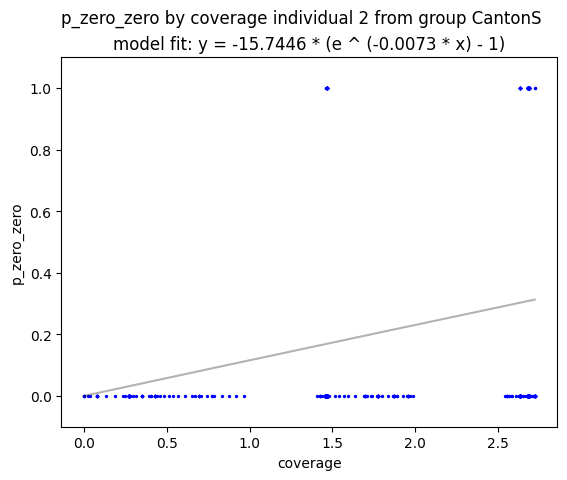 p_zero_zero by coverage individual 2 from group CantonS
model fit: y = -15.7446 * (e ^ (-0.0073 * x) - 1)
1.0
0.8
0.6
0.4
0.2
0.0
p_zero_zero
0.0 0.5 1.0 1.5 2.0 2.5
coverage